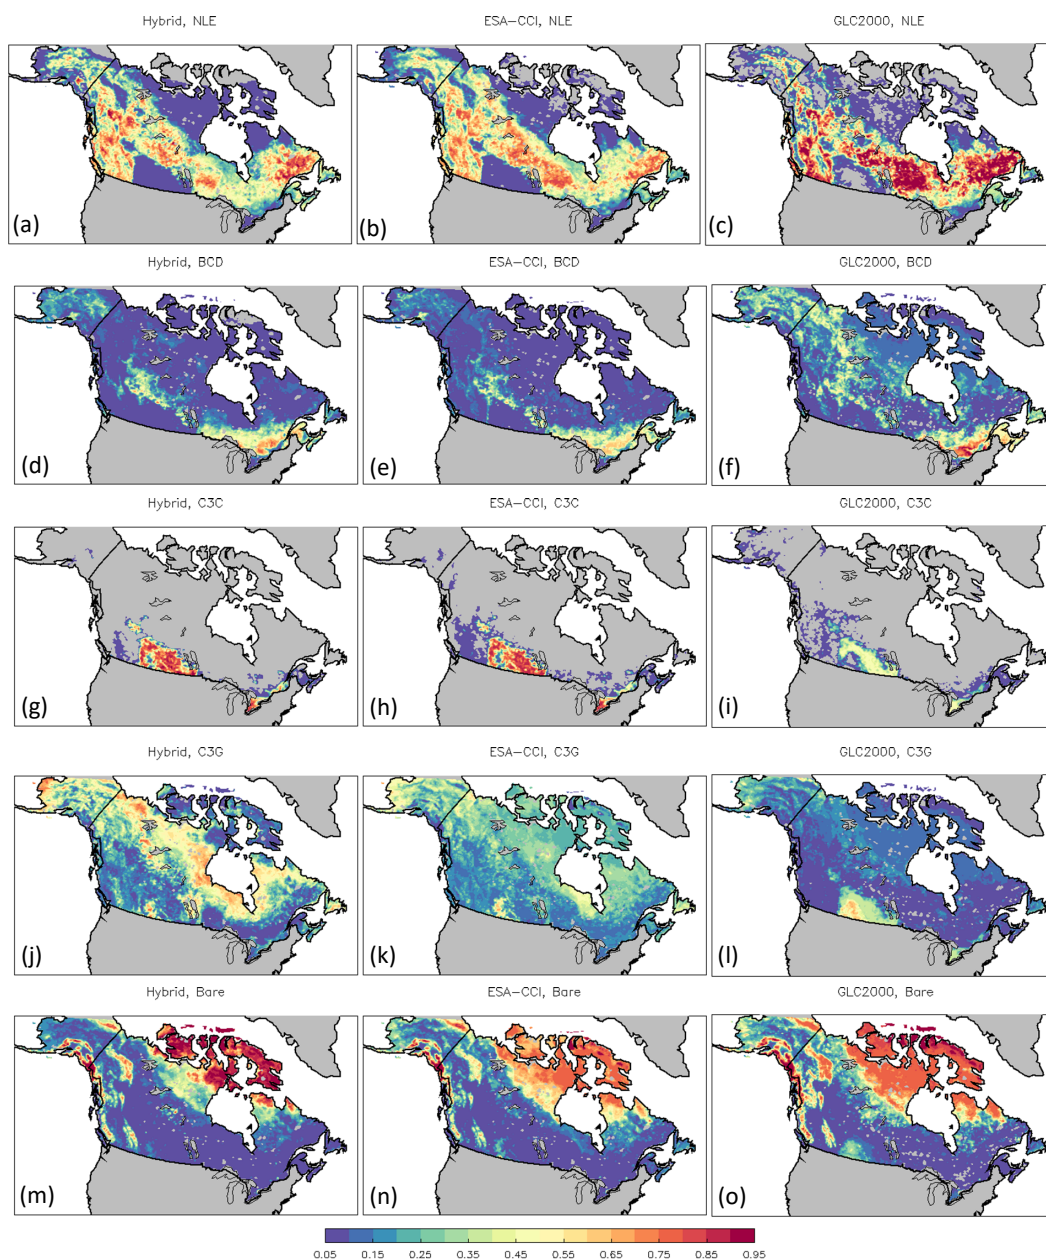 Hybrid, NLE
ESA-CCI, NLE
GLC2000, NLE
(a)
(b)
(c)
Hybrid, BCD
ESA-CCI, BCD
GLC2000, BCD
(d)
(e)
(f)
Hybrid, C3C
ESA-CCI, C3C
GLC2000, C3C
(g)
(h)
(i)
Hybrid, C3G
ESA-CCI, C3G
GLC2000, C3G
(j)
(k)
(l)
Hybrid, Bare
ESA-CCI, Bare
GLC2000, Bare
(m)
(n)
(o)
0.05 0.15 0.25 0.35 0.45 0.55 0.65 0.75 0.85 0.95